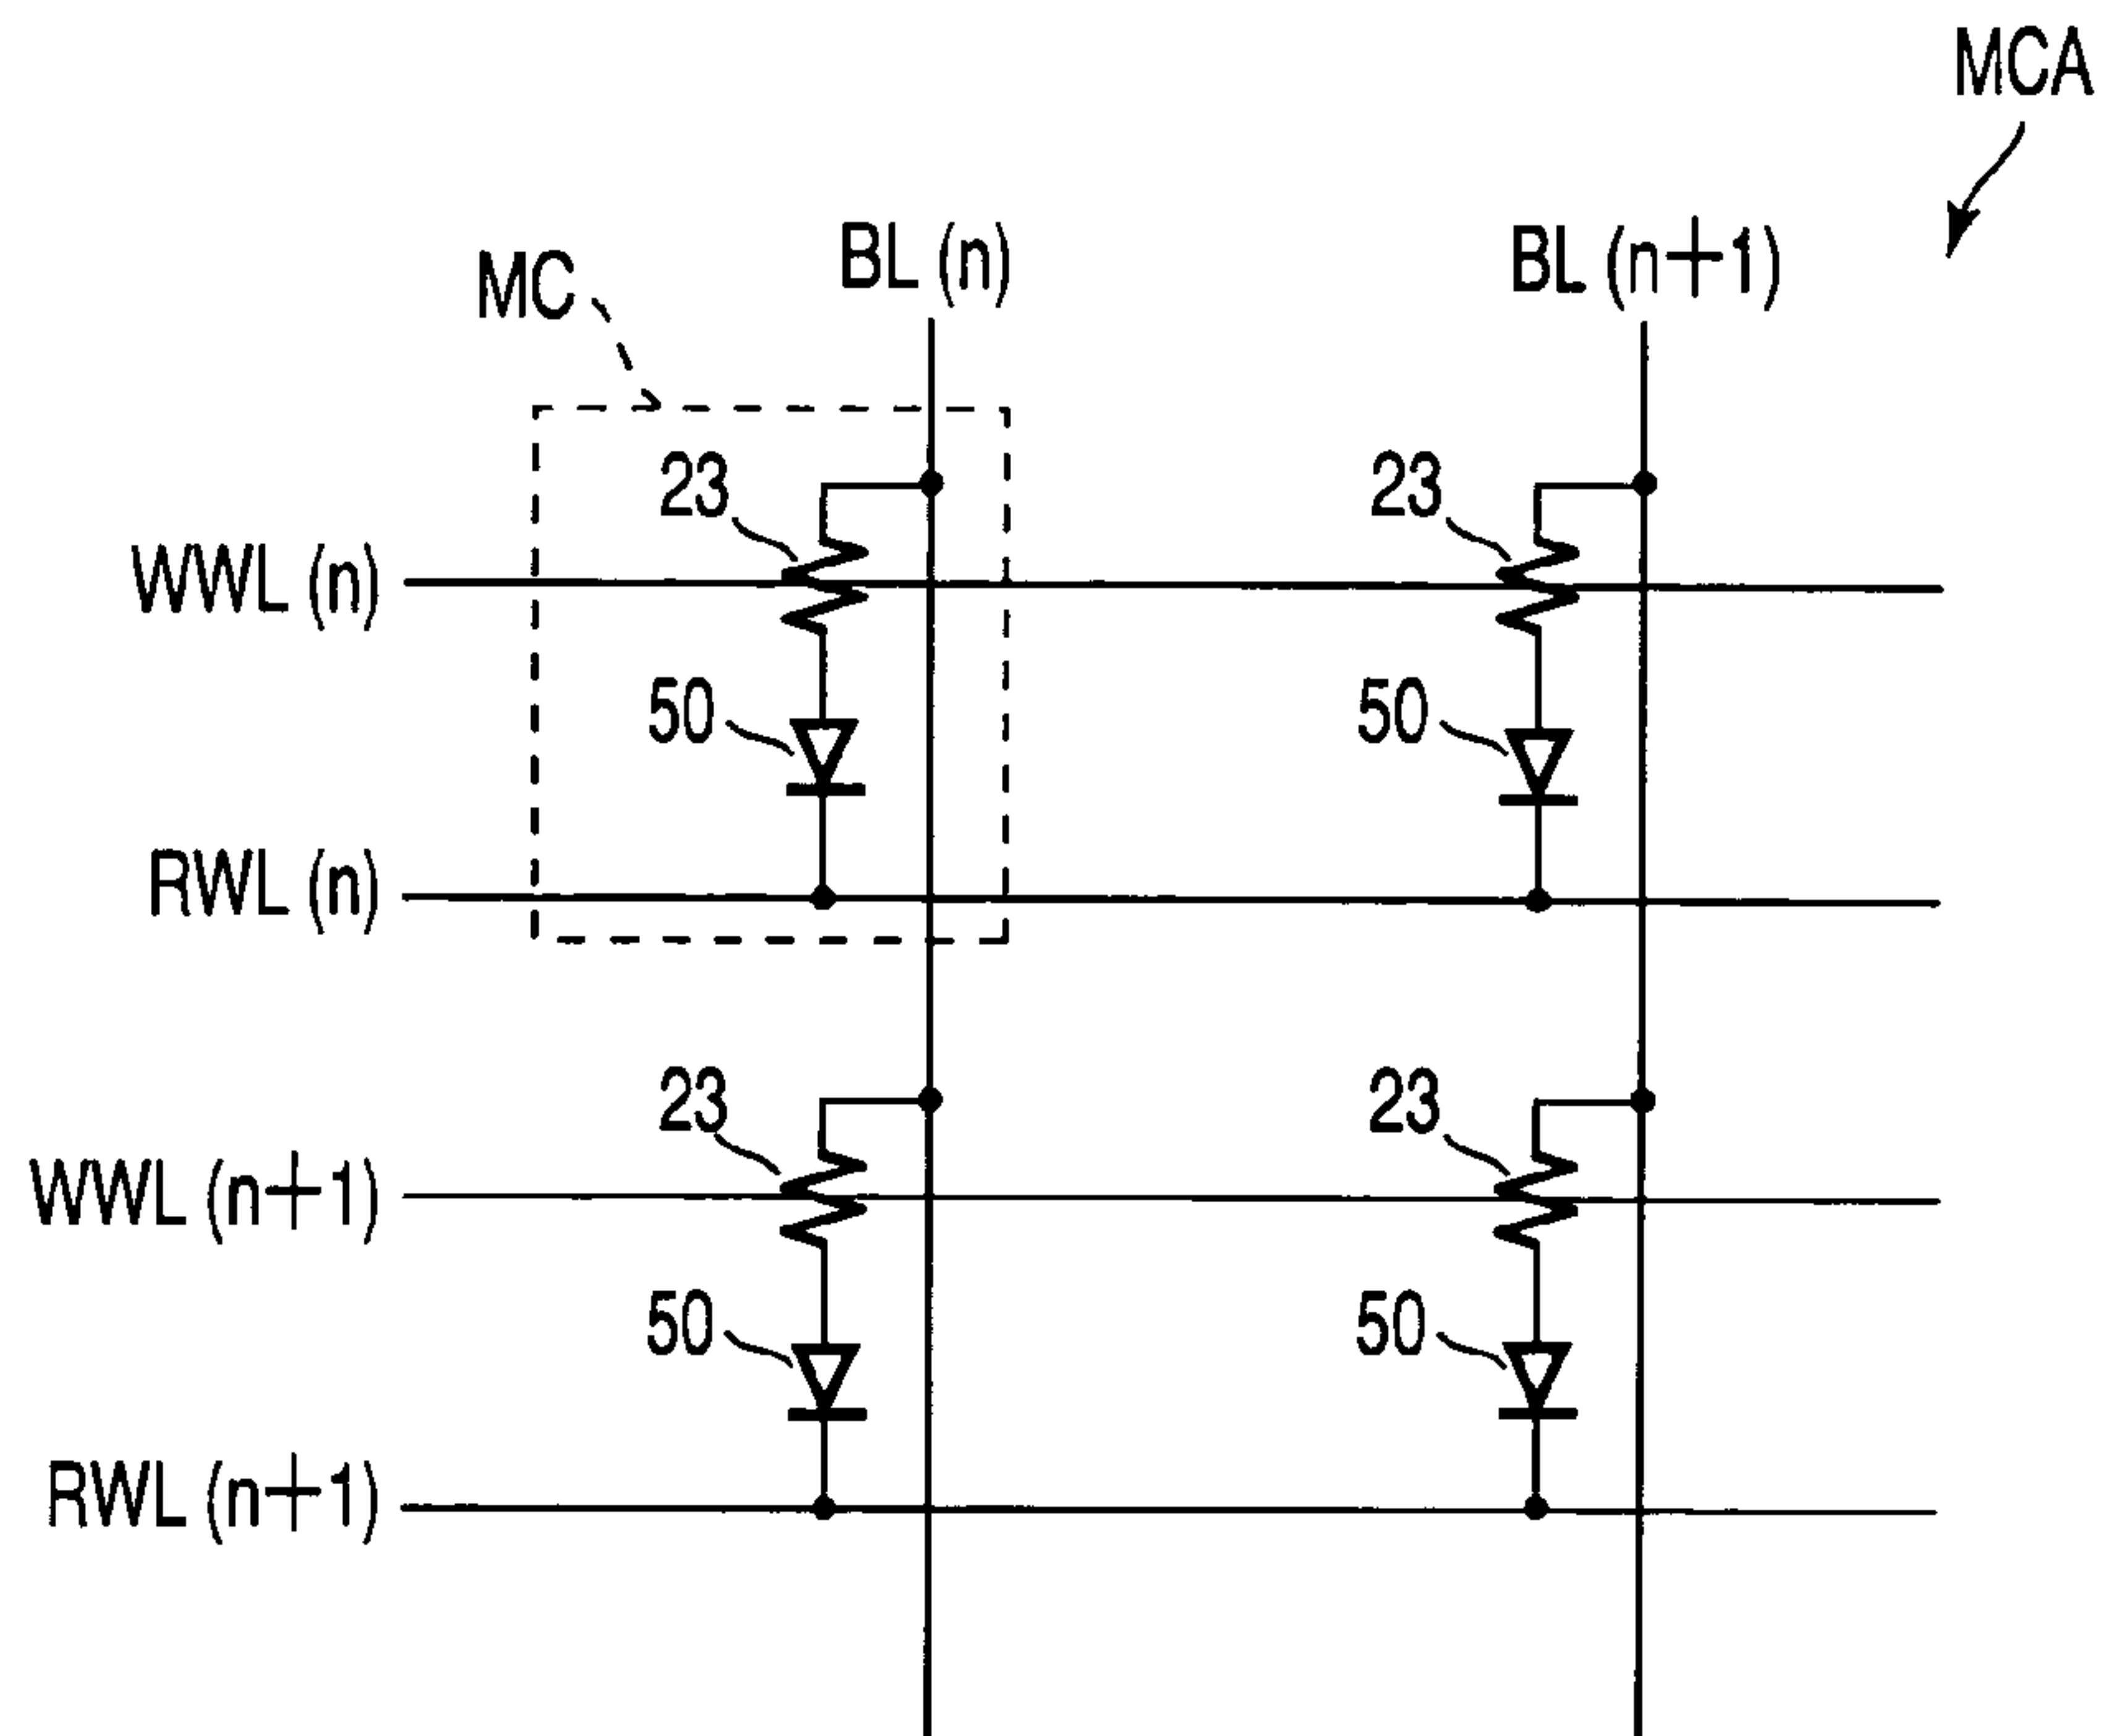 MCA
MC
BL (n)
BL (n+1)
23
23
WWL (n)
50
50
RWL (n)
23
23
WWL (n+1)
50
50
RWL (n+1)